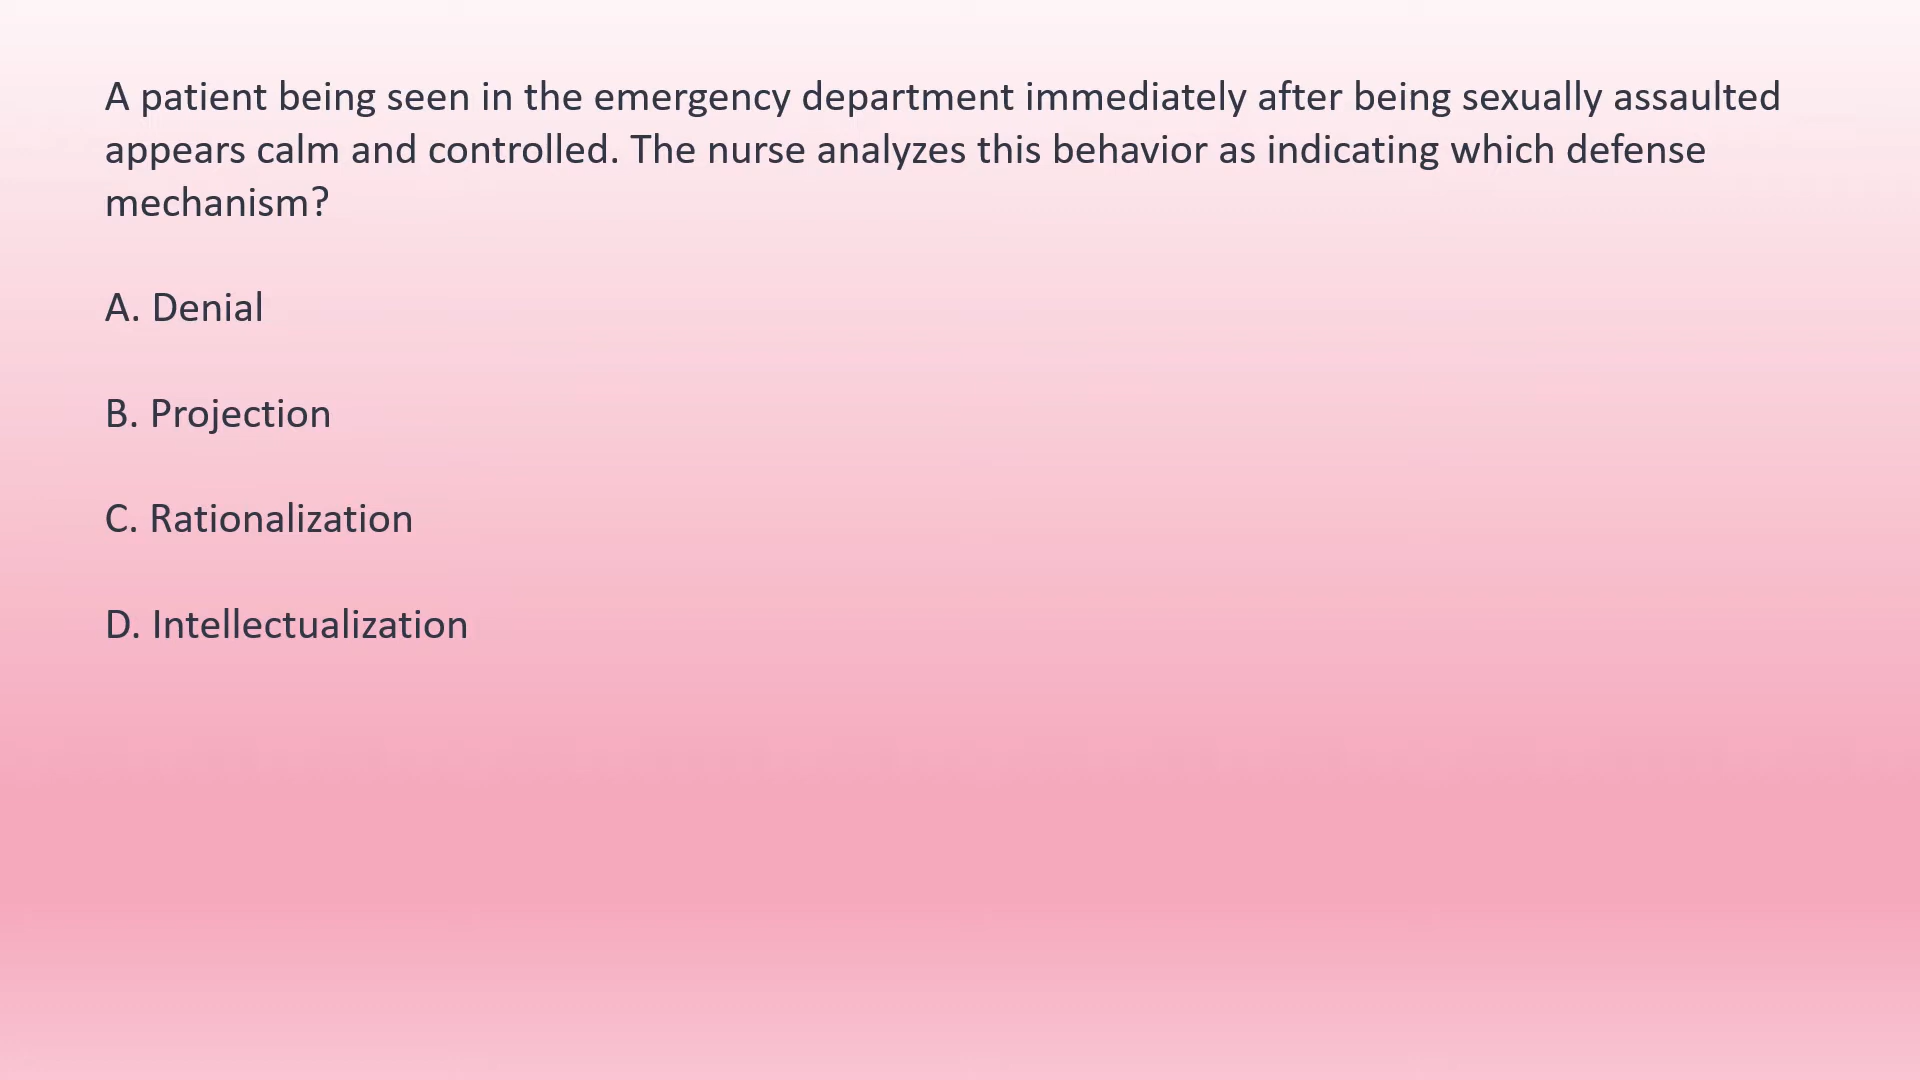 A patient being seen in the emergency department immediately after being sexually assaulted
appears calm and controlled. The nurse analyzes this behavior as indicating which defense
mechanism?
A. Denial
B. Projection
C. Rationalization
D. Intellectualization